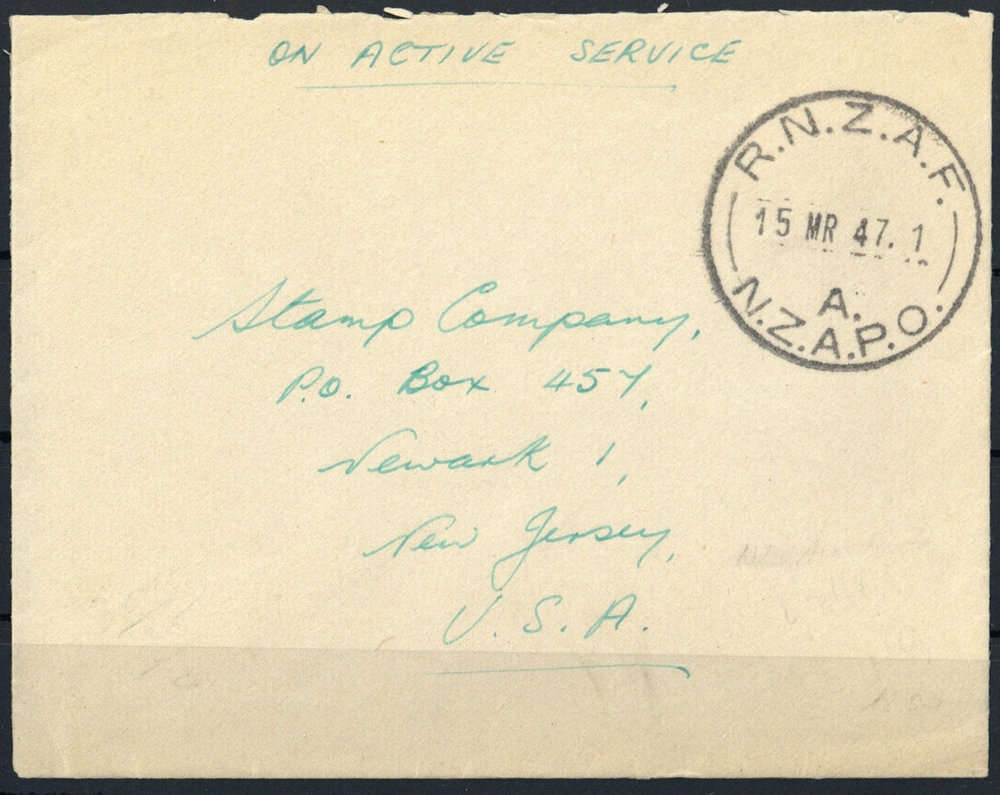 ON ACTIVE SERVICE
R.N.Z.A.F.
15 MR 47. 1
A.
N.Z.A.P.O.
Stamp Company,
P.O. Box 457,
Newark 1,
New Jersey,
U.S.A.